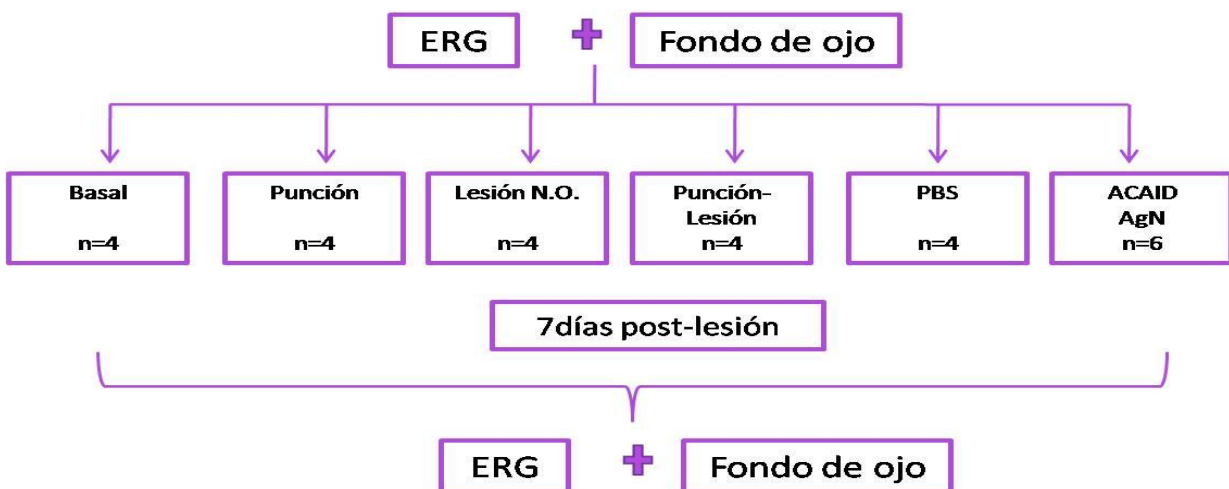 ERG + Fondo de ojo
Basal
n=4
Punción
n=4
Lesión N.O.
n=4
Punción-
Lesión
n=4
PBS
n=4
ACAID
AgN
n=6
7días post-lesión
ERG + Fondo de ojo